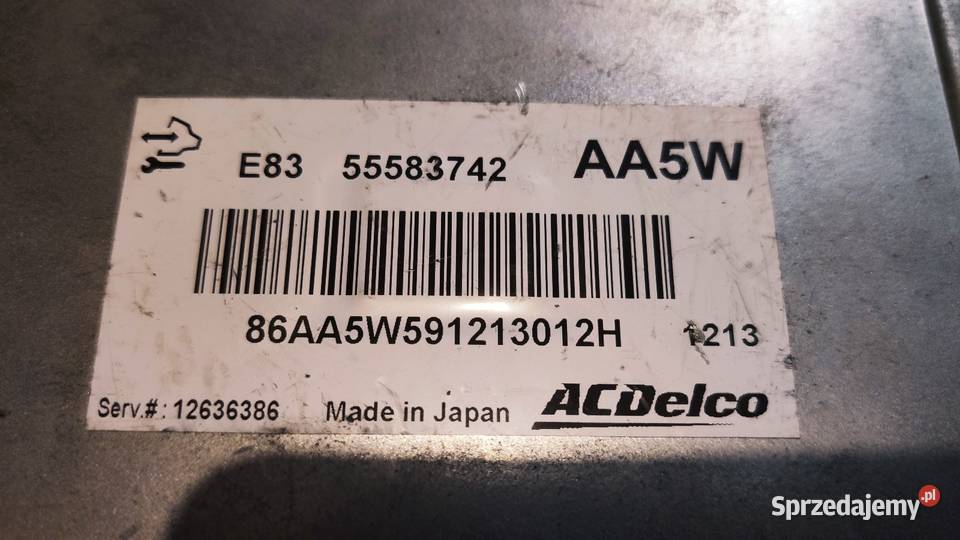 E83 55583742 AA5W
86AA5W591213012H 1213
Serv.#: 12636386 Made in Japan ACDelco
Sprzedajemy.pl